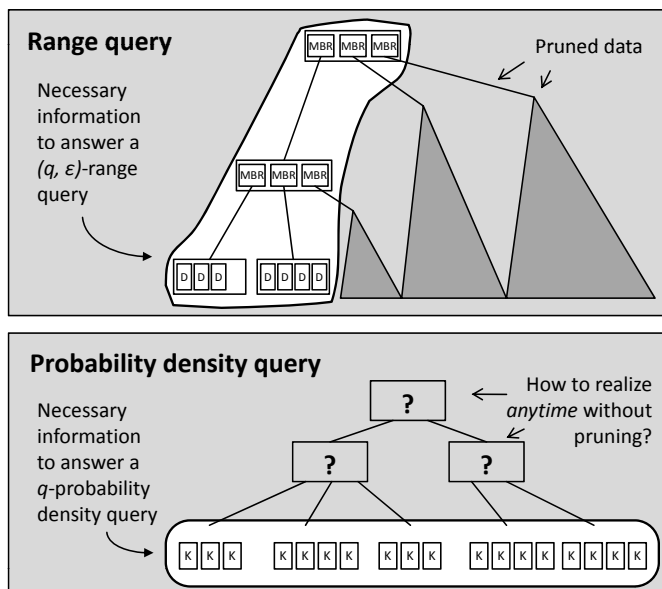 Range query
MBR MBR MBR
Pruned data
Necessary
information
to answer a
(q, ε)-range
query
MBR MBR MBR
D D D
D D D D
Probability density query
How to realize
anytime without
pruning?
?
Necessary
information
to answer a
q-probability
density query
? ?
K K K
K K K K
K K K
K K K K
K K K K